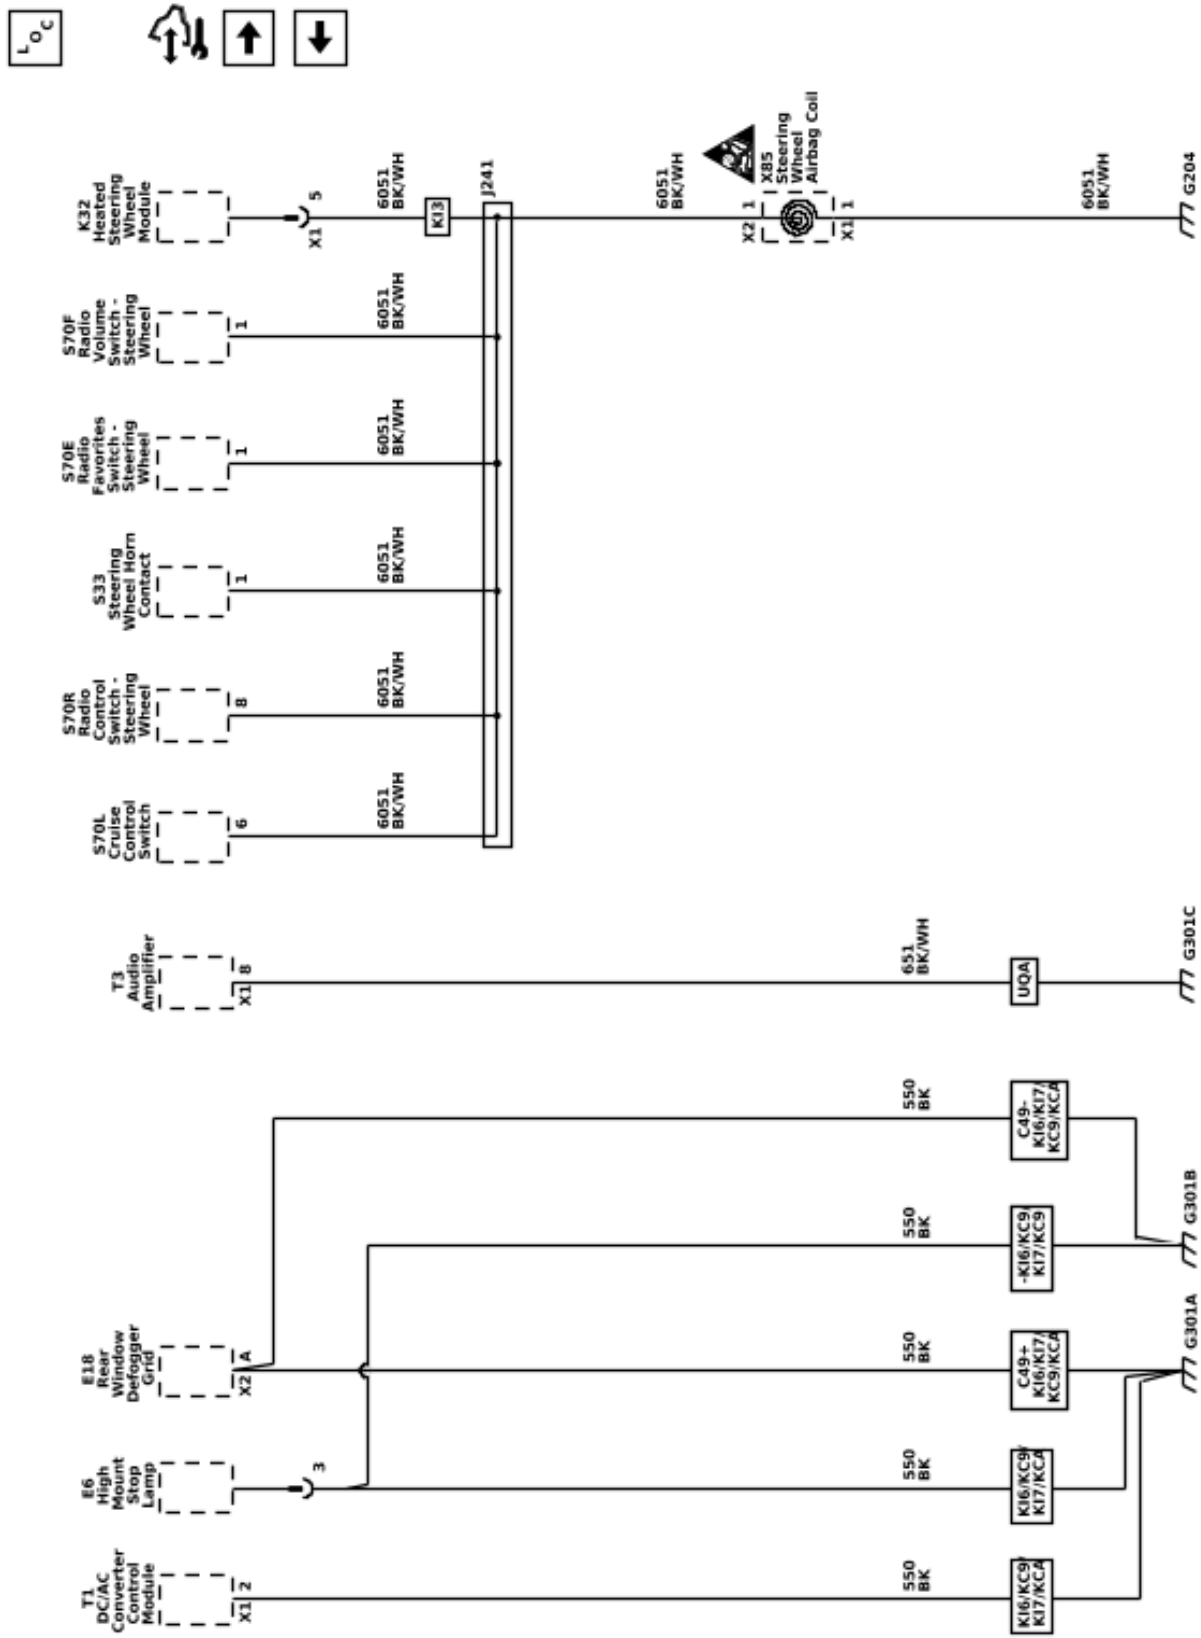 LOC
T1
DC/AC
Converter
Control
Module
X1 2
550
BK
KI6/KC9/
KI7/KCA
E6
High
Mount
Stop
Lamp
3
550
BK
KI6/KC9/
KI7/KCA
E18
Rear
Window
Defogger
Grid
X2 A
550
BK
C49+
KI6/KI7/
KC9/KCA
G301A
550
BK
-KI6/KC9/
KI7/KC9
G301B
550
BK
C49-
KI6/KI7/
KC9/KCA
T3
Audio
Amplifier
X1 8
651
BK/WH
UQA
G301C
S70L
Cruise
Control
Switch
6
6051
BK/WH
S70R
Radio
Control
Switch -
Steering
Wheel
8
6051
BK/WH
S33
Steering
Wheel Horn
Contact
1
6051
BK/WH
S70E
Radio
Favorites
Switch -
Steering
Wheel
1
6051
BK/WH
S70F
Radio
Volume
Switch -
Steering
Wheel
1
6051
BK/WH
K32
Heated
Steering
Wheel
Module
X1 5
6051
BK/WH
KI3
J241
6051
BK/WH
X2 1
X85
Steering
Wheel
Airbag Coil
X1 1
6051
BK/WH
G204